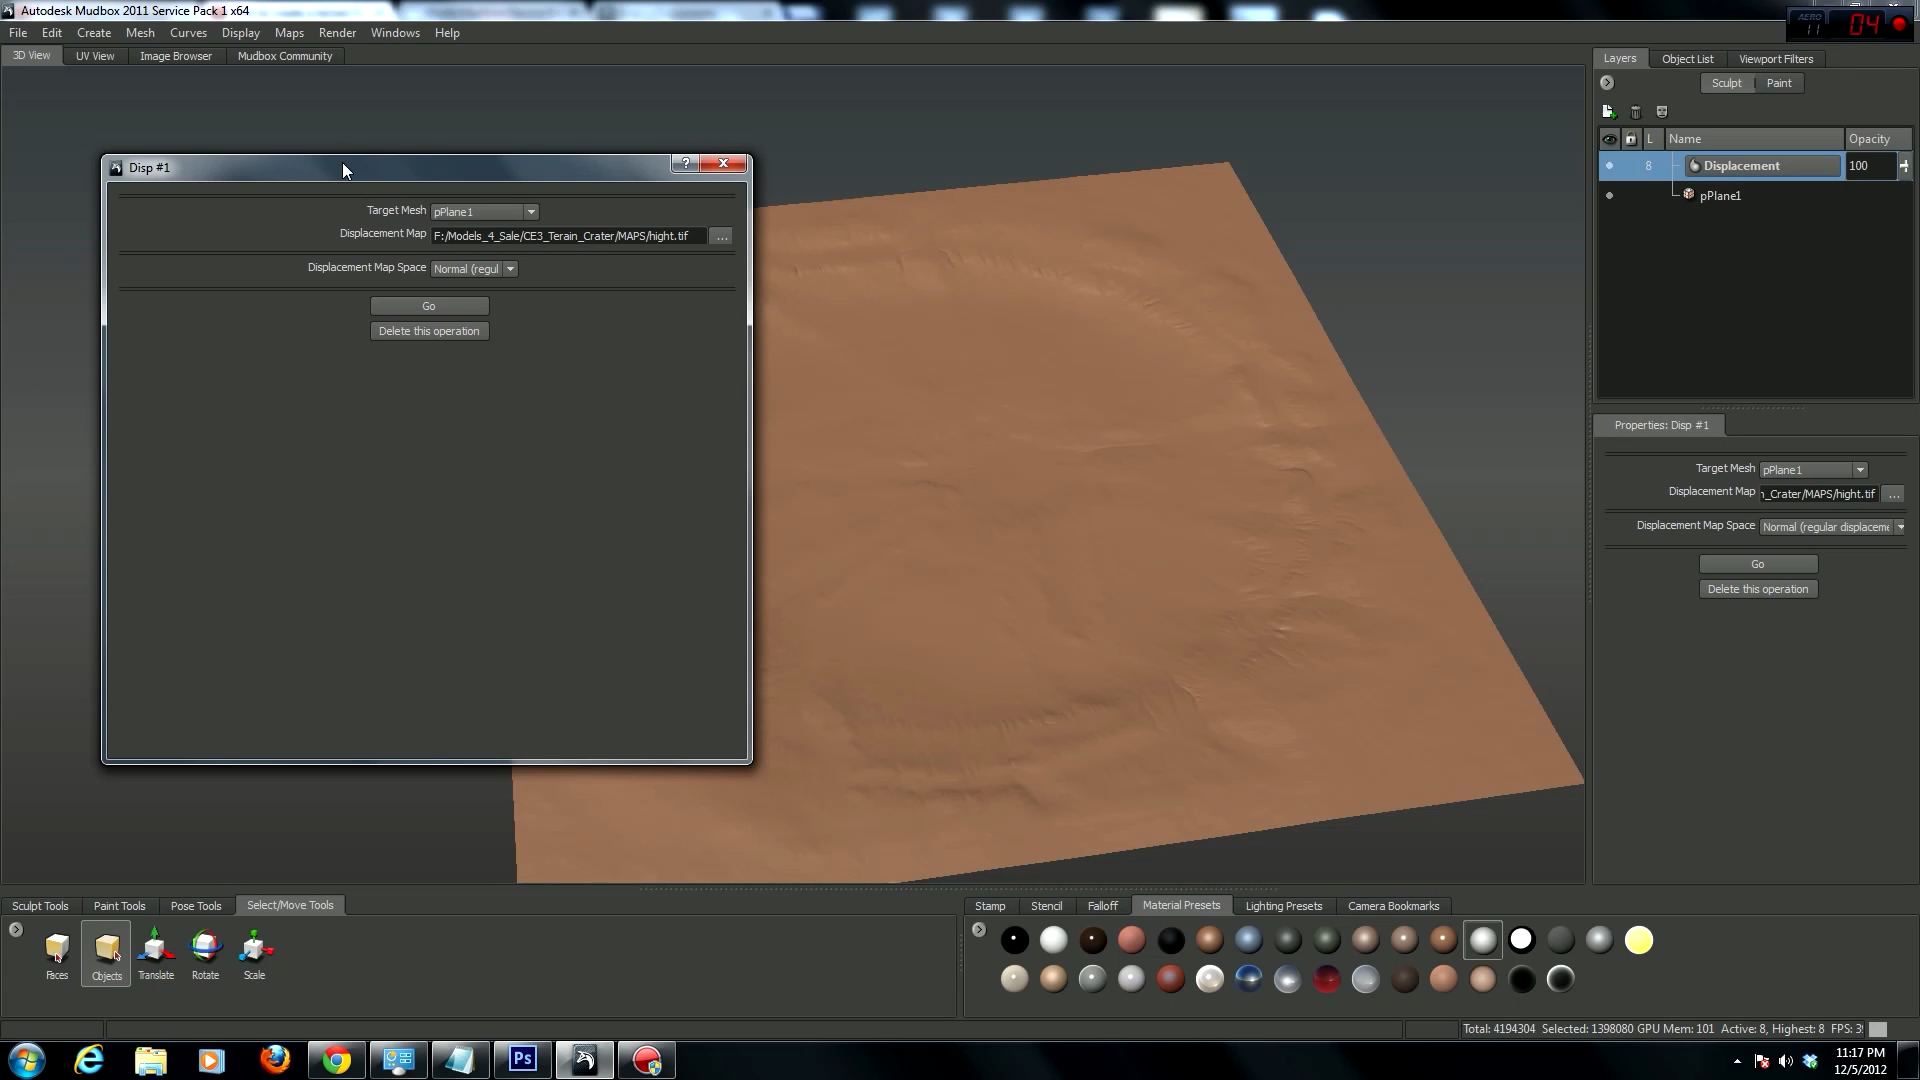 Autodesk Mudbox 2011 Service Pack 1 x64
AERO
11
04
File Edit Create Mesh Curves Display Maps Render Windows Help
3D View UV View Image Browser Mudbox Community
Layers Object List Viewport Filters
Sculpt Paint
L Name Opacity
8 Displacement 100
pPlane1
Disp #1
Target Mesh pPlane1
Displacement Map F:/Models_4_Sale/CE3_Terain_Crater/MAPS/hight.tif ...
Displacement Map Space Normal (regul
Go
Delete this operation
Properties: Disp #1
Target Mesh pPlane1
Displacement Map _Crater/MAPS/hight.tif ...
Displacement Map Space Normal (regular displaceme
Go
Delete this operation
Sculpt Tools Paint Tools Pose Tools Select/Move Tools
Faces Objects Translate Rotate Scale
Stamp Stencil Falloff Material Presets Lighting Presets Camera Bookmarks
Total: 4194304 Selected: 1398080 GPU Mem: 101 Active: 8, Highest: 8 FPS: 3
Ps
11:17 PM
12/5/2012